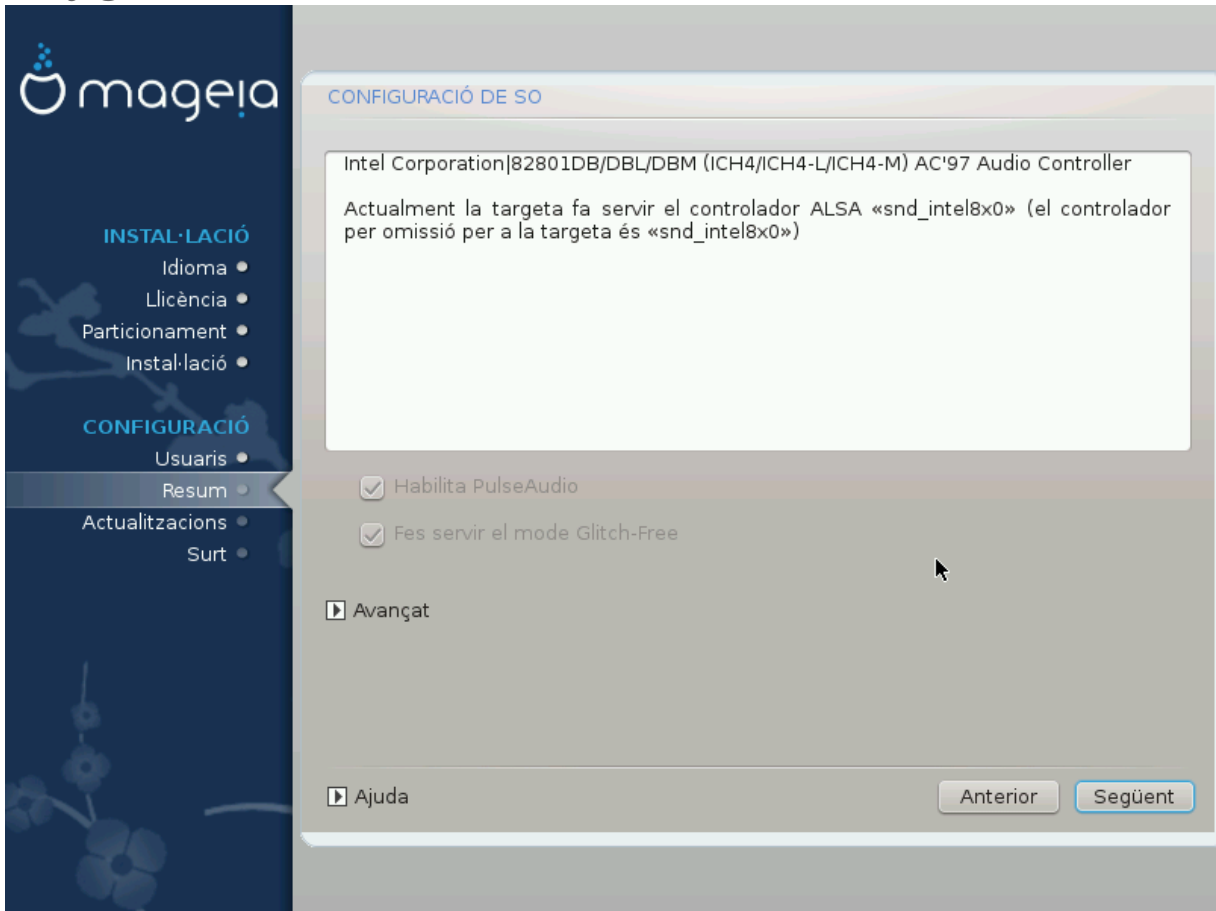 mageia
INSTAL·LACIÓ
Idioma
Llicència
Particionament
Instal·lació
CONFIGURACIÓ
Usuaris
Resum
Actualitzacions
Surt
CONFIGURACIÓ DE SO
Intel Corporation|82801DB/DBL/DBM (ICH4/ICH4-L/ICH4-M) AC'97 Audio Controller
Actualment la targeta fa servir el controlador ALSA «snd_intel8x0» (el controlador
per omissió per a la targeta és «snd_intel8x0»)
Habilita PulseAudio
Fes servir el mode Glitch-Free
Avançat
Ajuda
Anterior
Següent